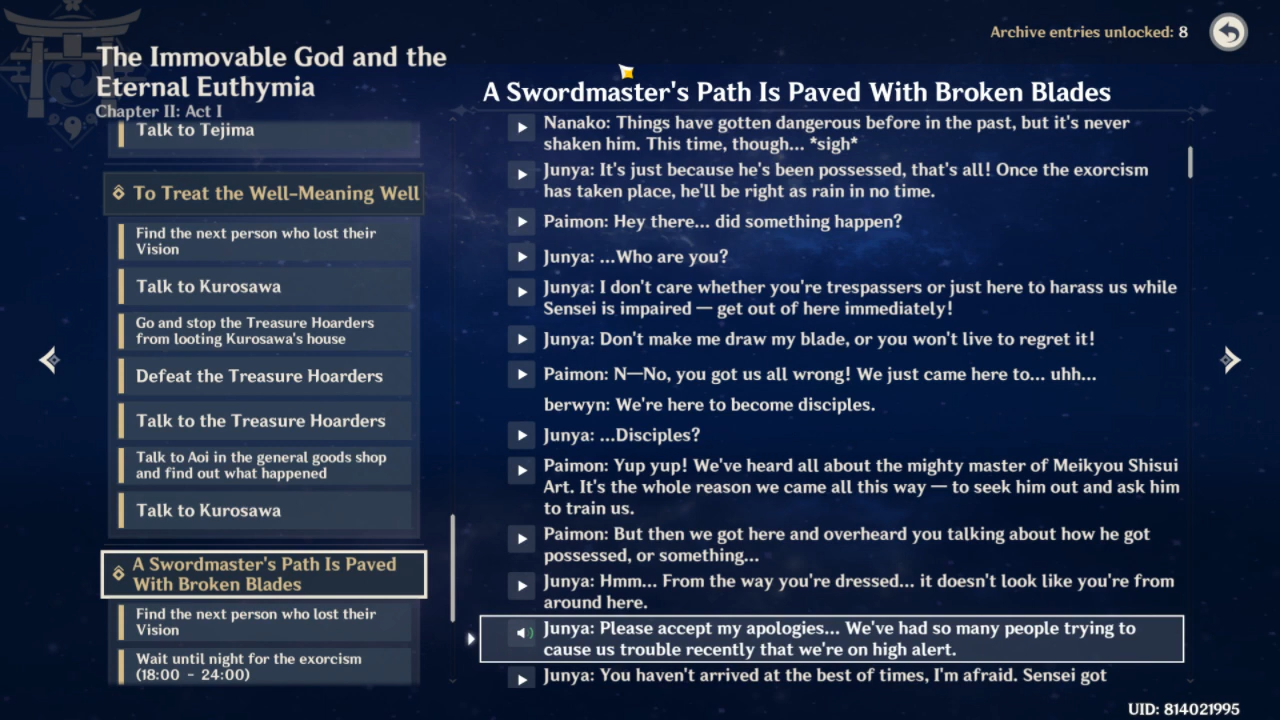 Archive entries unlocked: 8
The Immovable God and the
Eternal Euthymia
Chapter II: Act I
Talk to Tejima
To Treat the Well-Meaning Well
Find the next person who lost their
Vision
Talk to Kurosawa
Go and stop the Treasure Hoarders
from looting Kurosawa's house
Defeat the Treasure Hoarders
Talk to the Treasure Hoarders
Talk to Aoi in the general goods shop
and find out what happened
Talk to Kurosawa
A Swordmaster's Path Is Paved
With Broken Blades
Find the next person who lost their
Vision
Wait until night for the exorcism
(18:00 - 24:00)
A Swordmaster's Path Is Paved With Broken Blades
Nanako: Things have gotten dangerous before in the past, but it's never
shaken him. This time, though... *sigh*
Junya: It's just because he's been possessed, that's all! Once the exorcism
has taken place, he'll be right as rain in no time.
Paimon: Hey there... did something happen?
Junya: ...Who are you?
Junya: I don't care whether you're trespassers or just here to harass us while
Sensei is impaired — get out of here immediately!
Junya: Don't make me draw my blade, or you won't live to regret it!
Paimon: N—No, you got us all wrong! We just came here to... uhh...
berwyn: We're here to become disciples.
Junya: ...Disciples?
Paimon: Yup yup! We've heard all about the mighty master of Meikyou Shisui
Art. It's the whole reason we came all this way — to seek him out and ask him
to train us.
Paimon: But then we got here and overheard you talking about how he got
possessed, or something...
Junya: Hmm... From the way you're dressed... it doesn't look like you're from
around here.
Junya: Please accept my apologies... We've had so many people trying to
cause us trouble recently that we're on high alert.
Junya: You haven't arrived at the best of times, I'm afraid. Sensei got
UID: 814021995